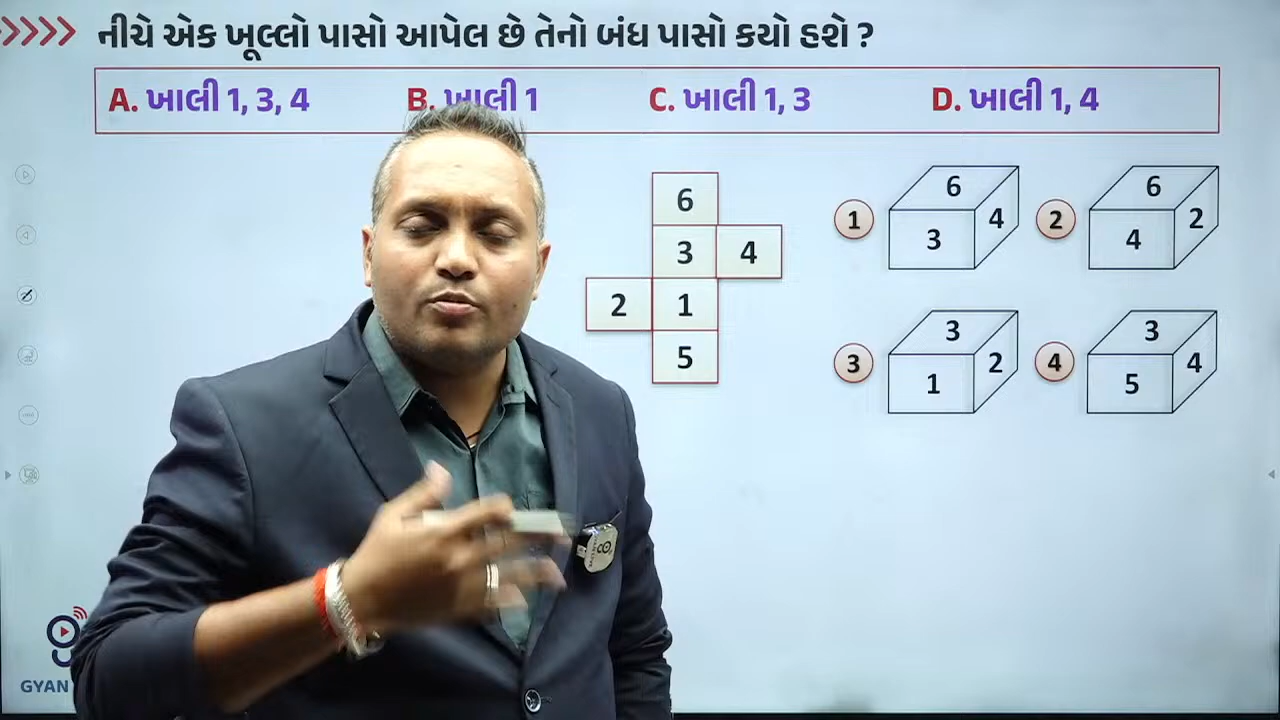 નીચે એક ખૂલ્લો પાસો આપેલ છે તેનો બંધ પાસો કયો હશે ?
A. ખાલી 1, 3, 4 B. ખાલી 1 C. ખાલી 1, 3 D. ખાલી 1, 4
6
3 4
2 1
5
1 6 3 4
2 6 4 2
3 3 1 2
4 3 5 4
GYAN